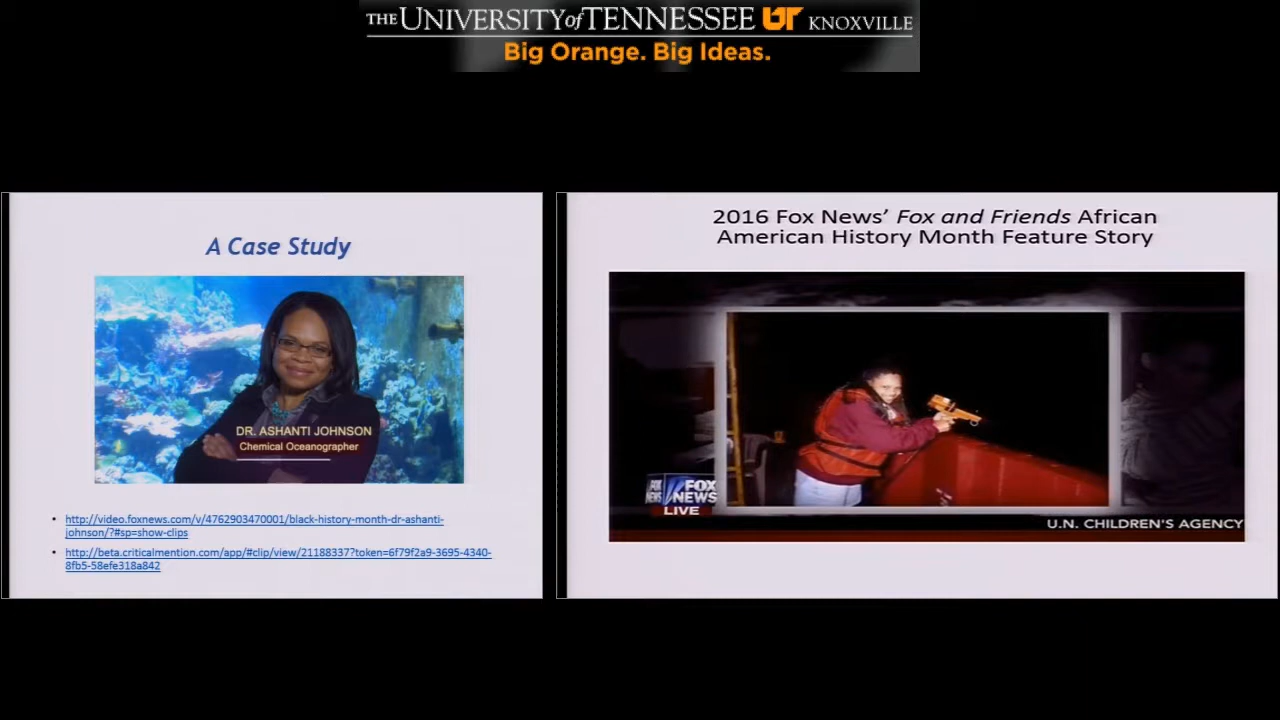 THE UNIVERSITY of TENNESSEE UT KNOXVILLE
Big Orange. Big Ideas.
A Case Study
DR. ASHANTI JOHNSON
Chemical Oceanographer
• http://video.foxnews.com/v/4762903470001/black-history-month-dr-ashanti-
johnson/?#sp=show-clips
• http://beta.criticalmention.com/app/#clip/view/21188337?token=6f79f2a9-3695-4340-
8fb5-58efe318a842
2016 Fox News' Fox and Friends African
American History Month Feature Story
FOX NEWS
FOX
NEWS
LIVE
U.N. CHILDREN'S AGENCY